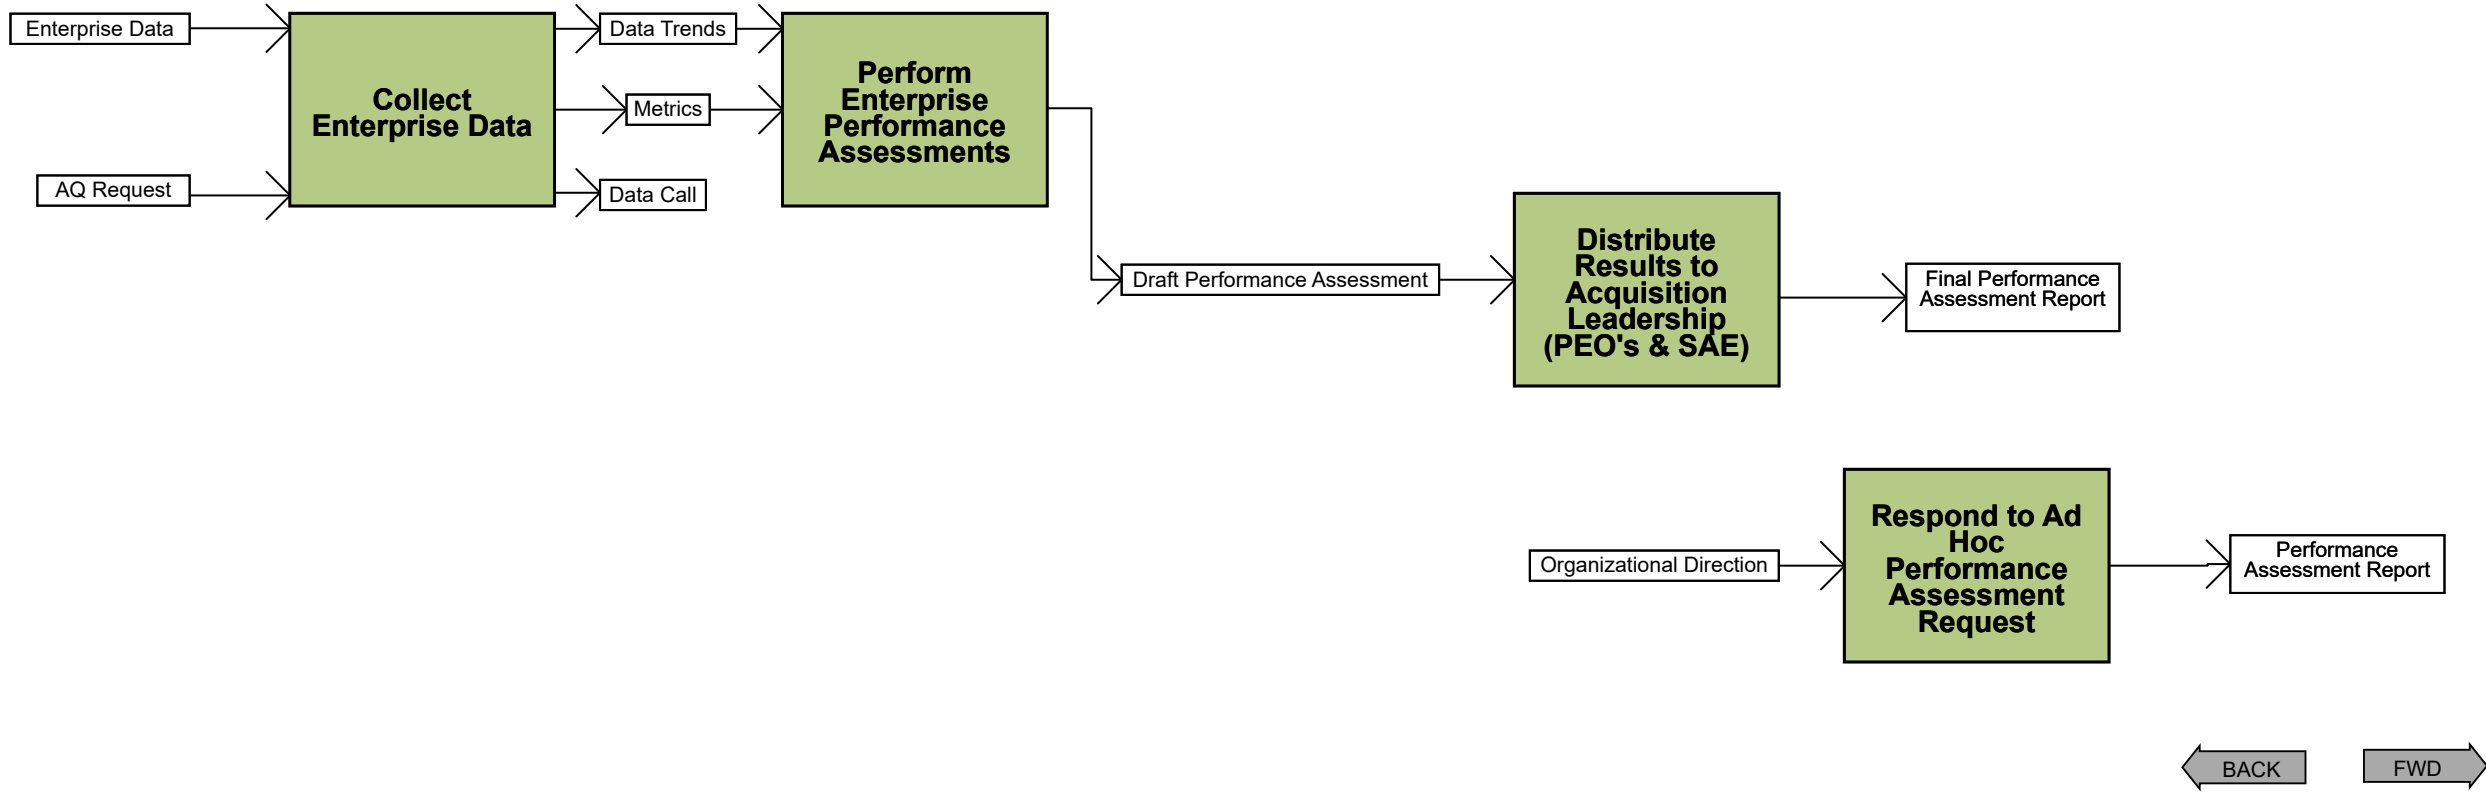 Enterprise Data
AQ Request
Collect
Enterprise Data
Data Trends
Metrics
Data Call
Perform
Enterprise
Performance
Assessments
Draft Performance Assessment
Distribute
Results to
Acquisition
Leadership
(PEO's & SAE)
Final Performance
Assessment Report
Organizational Direction
Respond to Ad
Hoc
Performance
Assessment
Request
Performance
Assessment Report
BACK
FWD